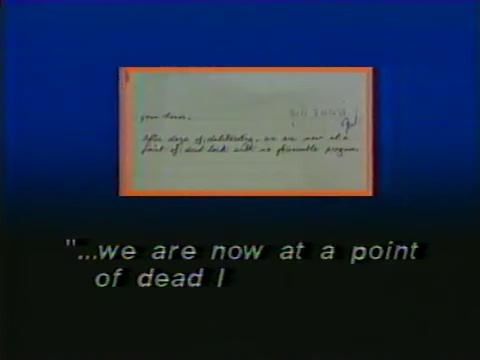 your honor,
After days of deliberating, we are now at a
point of dead lock with no foreseeable progress.
"...we are now at a point
of dead l